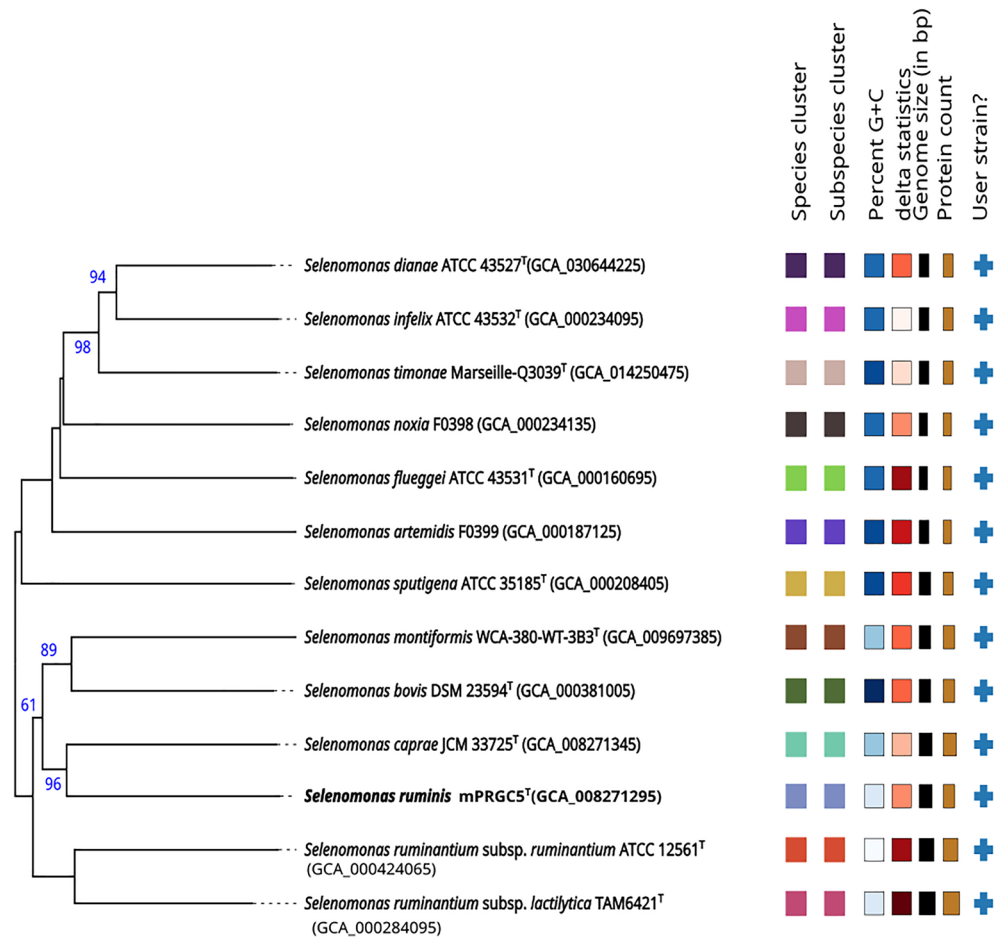 Species cluster
Subspecies cluster
Percent G+C
delta statistics
Genome size (in bp)
Protein count
User strain?
94
Selenomonas dianae ATCC 43527ᵀ(GCA_030644225)
Selenomonas infelix ATCC 43532ᵀ (GCA_000234095)
98
Selenomonas timonae Marseille-Q3039ᵀ (GCA_014250475)
Selenomonas noxia F0398 (GCA_000234135)
Selenomonas flueggei ATCC 43531ᵀ (GCA_000160695)
Selenomonas artemidis F0399 (GCA_000187125)
Selenomonas sputigena ATCC 35185ᵀ (GCA_000208405)
Selenomonas montiformis WCA-380-WT-3B3ᵀ (GCA_009697385)
89
Selenomonas bovis DSM 23594ᵀ (GCA_000381005)
61
Selenomonas caprae JCM 33725ᵀ (GCA_008271345)
96
Selenomonas ruminis mPRGC5ᵀ(GCA_008271295)
Selenomonas ruminantium subsp. ruminantium ATCC 12561ᵀ
(GCA_000424065)
Selenomonas ruminantium subsp. lactilytica TAM6421ᵀ
(GCA_000284095)